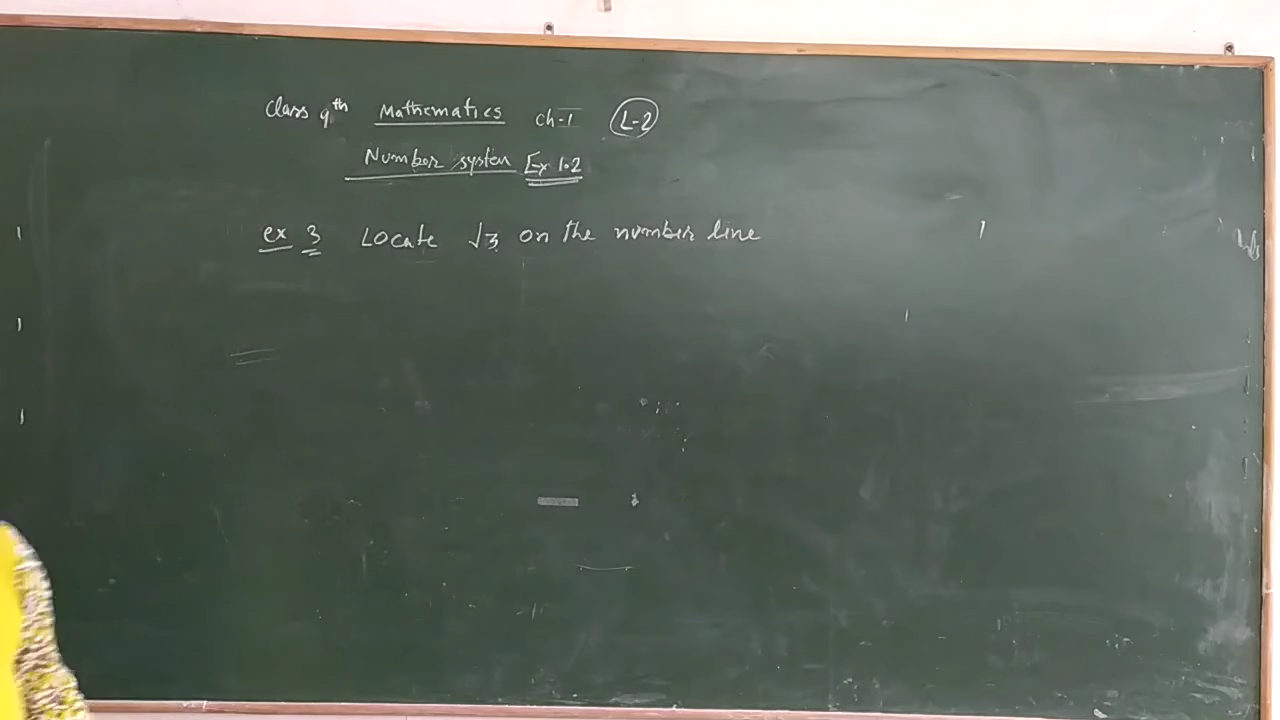 Class 9th Mathematics ch-1 L-2
Number system Ex 1.2
ex 3 Locate √3 on the number line